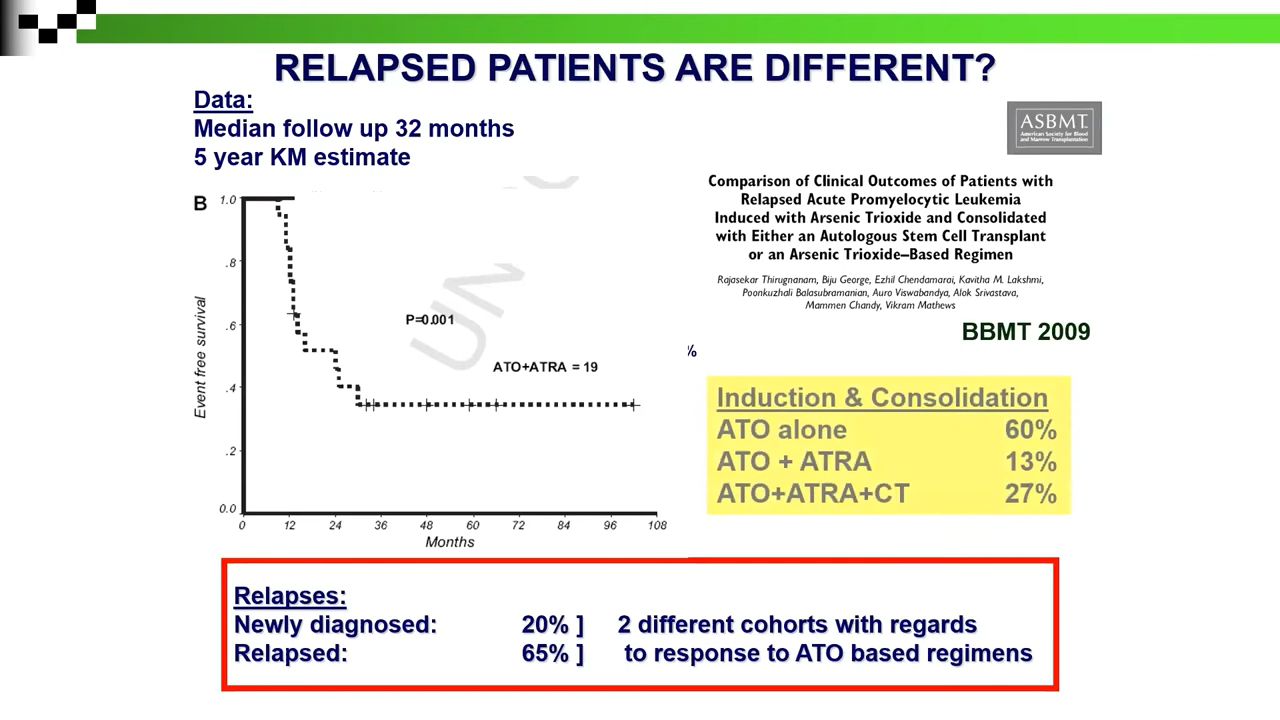 RELAPSED PATIENTS ARE DIFFERENT?
Data:
Median follow up 32 months
5 year KM estimate
ASBMT™
American Society for Blood
and Marrow Transplantation
Comparison of Clinical Outcomes of Patients with
Relapsed Acute Promyelocytic Leukemia
Induced with Arsenic Trioxide and Consolidated
with Either an Autologous Stem Cell Transplant
or an Arsenic Trioxide–Based Regimen
Rajasekar Thirugnanam, Biju George, Ezhil Chendamarai, Kavitha M. Lakshmi,
Poonkuzhali Balasubramanian, Auro Viswabandya, Alok Srivastava,
Mammen Chandy, Vikram Mathews
BBMT 2009
B
1.0
.8
.6
.4
.2
0.0
Event free survival
UN
P=0.001
ATO+ATRA = 19
0 12 24 36 48 60 72 84 96 108
Months
%
Induction & Consolidation
ATO alone 60%
ATO + ATRA 13%
ATO+ATRA+CT 27%
Relapses:
Newly diagnosed: 20% ] 2 different cohorts with regards
Relapsed: 65% ] to response to ATO based regimens